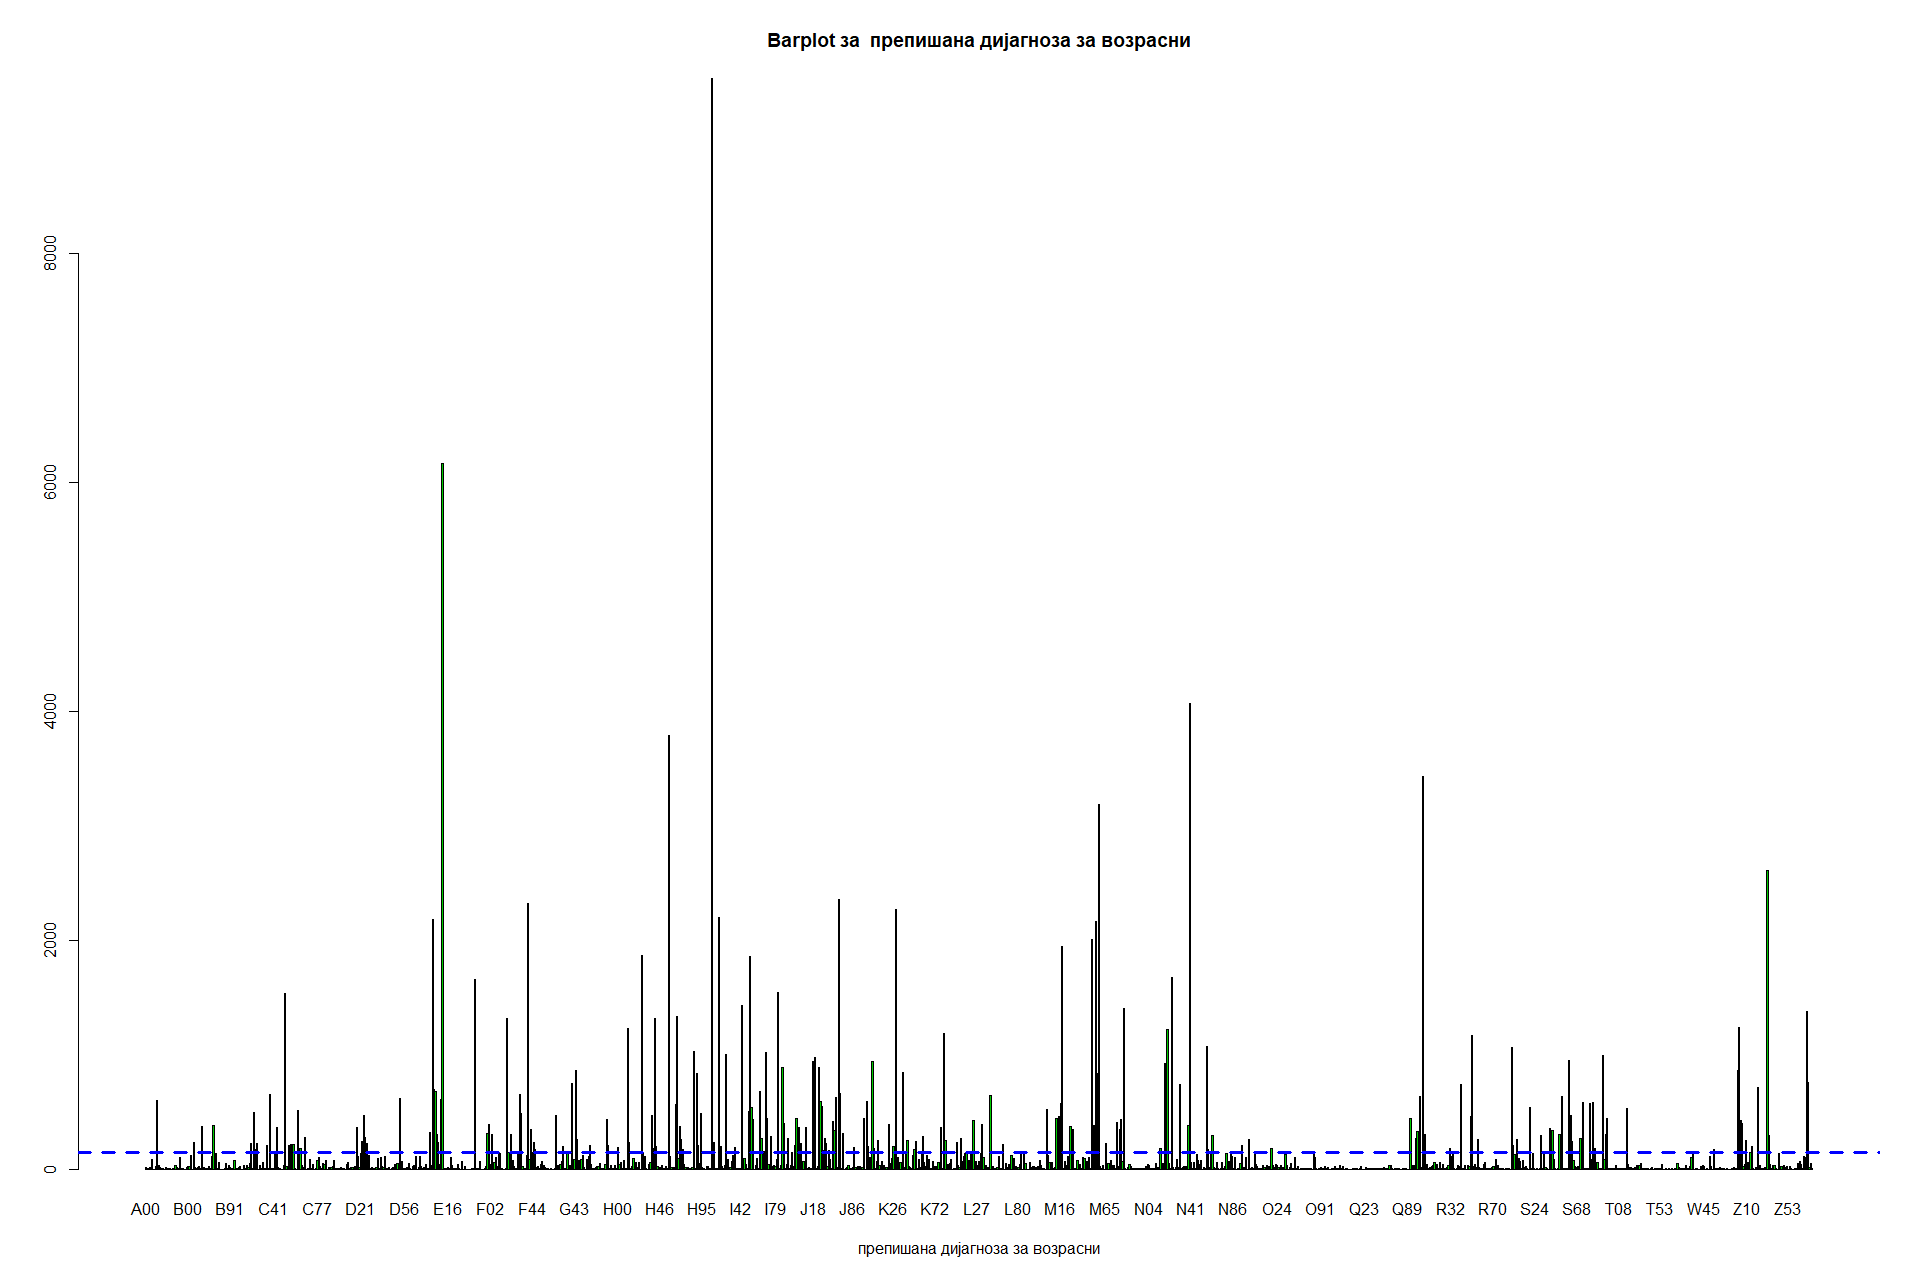 Barplot за  препишана дијагноза за возрасни
8000
6000
4000
2000
0
A00 B00 B91 C41 C77 D21 D56 E16 F02 F44 G43 H00 H46 H95 I42 I79 J18 J86 K26 K72 L27 L80 M16 M65 N04 N41 N86 O24 O91 Q23 Q89 R32 R70 S24 S68 T08 T53 W45 Z10 Z53
препишана дијагноза за возрасни